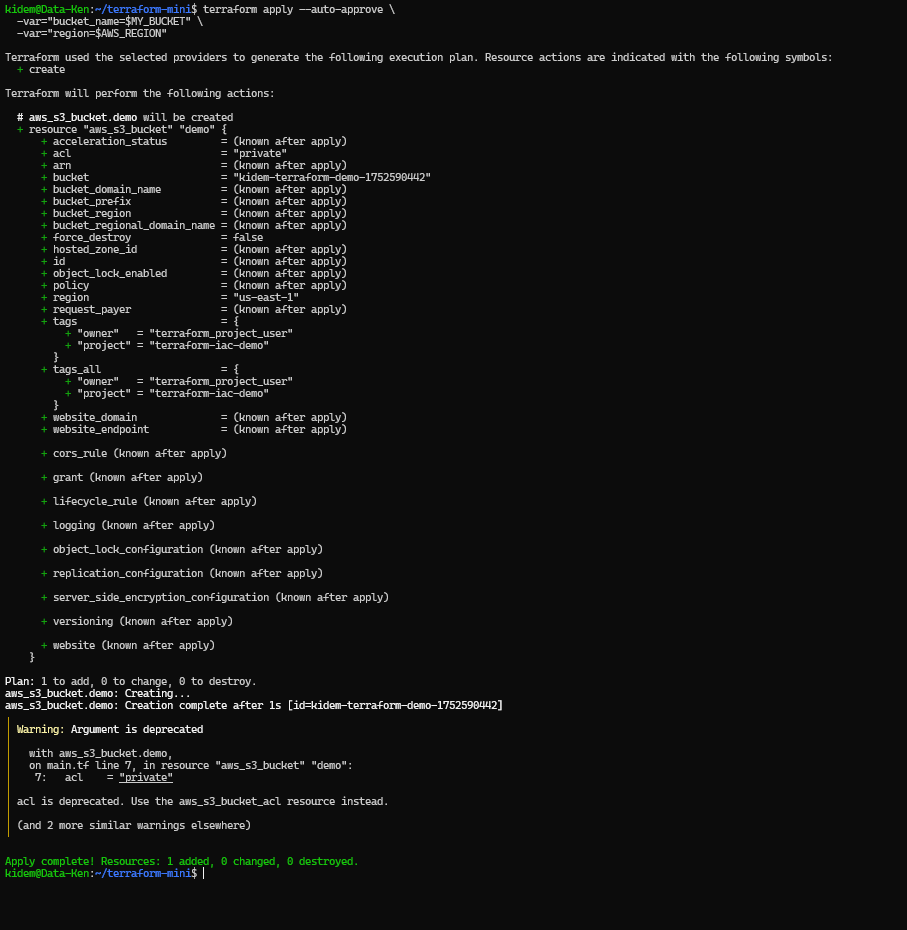 kidem@Data-Ken:~/terraform-mini$ terraform apply --auto-approve \
  -var="bucket_name=$MY_BUCKET" \
  -var="region=$AWS_REGION"

Terraform used the selected providers to generate the following execution plan. Resource actions are indicated with the following symbols:
  + create

Terraform will perform the following actions:

  # aws_s3_bucket.demo will be created
  + resource "aws_s3_bucket" "demo" {
      + acceleration_status         = (known after apply)
      + acl                         = "private"
      + arn                         = (known after apply)
      + bucket                      = "kidem-terraform-demo-1752590442"
      + bucket_domain_name          = (known after apply)
      + bucket_prefix               = (known after apply)
      + bucket_region               = (known after apply)
      + bucket_regional_domain_name = (known after apply)
      + force_destroy               = false
      + hosted_zone_id              = (known after apply)
      + id                          = (known after apply)
      + object_lock_enabled         = (known after apply)
      + policy                      = (known after apply)
      + region                      = "us-east-1"
      + request_payer               = (known after apply)
      + tags                        = {
          + "owner"   = "terraform_project_user"
          + "project" = "terraform-iac-demo"
        }
      + tags_all                    = {
          + "owner"   = "terraform_project_user"
          + "project" = "terraform-iac-demo"
        }
      + website_domain              = (known after apply)
      + website_endpoint            = (known after apply)

      + cors_rule (known after apply)

      + grant (known after apply)

      + lifecycle_rule (known after apply)

      + logging (known after apply)

      + object_lock_configuration (known after apply)

      + replication_configuration (known after apply)

      + server_side_encryption_configuration (known after apply)

      + versioning (known after apply)

      + website (known after apply)
    }

Plan: 1 to add, 0 to change, 0 to destroy.
aws_s3_bucket.demo: Creating...
aws_s3_bucket.demo: Creation complete after 1s [id=kidem-terraform-demo-1752590442]

  Warning: Argument is deprecated

    with aws_s3_bucket.demo,
    on main.tf line 7, in resource "aws_s3_bucket" "demo":
     7:   acl    = "private"

  acl is deprecated. Use the aws_s3_bucket_acl resource instead.

  (and 2 more similar warnings elsewhere)

Apply complete! Resources: 1 added, 0 changed, 0 destroyed.
kidem@Data-Ken:~/terraform-mini$